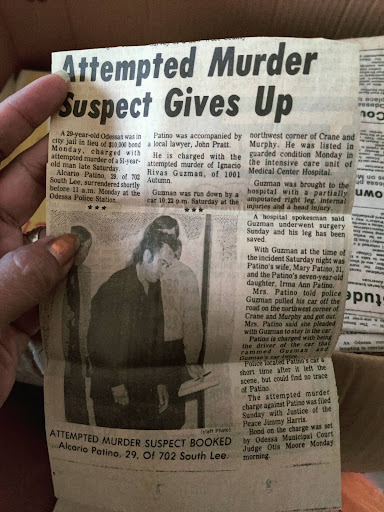 Attempted Murder
Suspect Gives Up
A 29-year-old Odessan was in
city jail in lieu of $10,000 bond
Monday, charged with
attempted murder of a 51-year-
old man late Saturday.
Alcario Patino, 29, of 702
South Lee, surrendered shortly
before 11 a.m. Monday at the
Odessa Police Station.
***
Patino was accompanied by
a local lawyer, John Pratt.
He is charged with the
attempted murder of Ignacio
Rivas Guzman, of 1001
Autumn.
Guzman was run down by a
car 10:22 p.m. Saturday at the
***
northwest corner of Crane and
Murphy. He was listed in
guarded condition Monday in
the intensive care unit of
Medical Center Hospital.
Guzman was brought to the
hospital with a partially
amputated right leg, internal
injuries and a head injury.
A hospital spokesman said
Guzman underwent surgery
Sunday and his leg has been
saved.
With Guzman at the time of
the incident Saturday night was
Patino's wife, Mary Patino, 31,
and the Patino's seven-year-old
daughter, Irma Ann Patino.
Mrs. Patino told police
Guzman pulled his car off the
road on the northwest corner of
Crane and Murphy and got out.
Mrs. Patino said she pleaded
with Guzman to stay in the car.
Patino is charged with being
the driver of the car that
rammed Guzman and
Guzman's car twice.
Police located Patino's car a
short time after it left the
scene, but could find no trace
of Patino.
The attempted murder
charge against Patino was filed
Sunday with Justice of the
Peace Jimmy Harris.
Bond on the charge was set
by Odessa Municipal Court
Judge Otis Moore Monday
morning.
(Staff Photo)
ATTEMPTED MURDER SUSPECT BOOKED
Alcario Patino, 29, Of 702 South Lee.